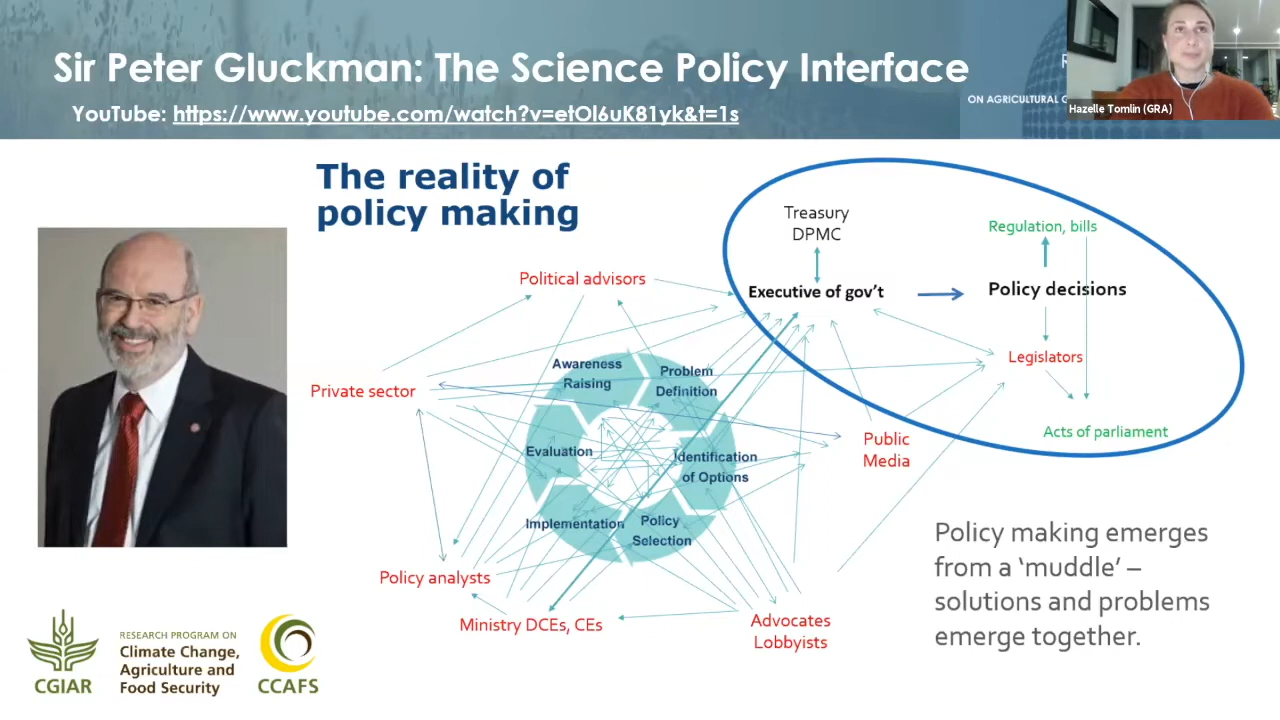 Sir Peter Gluckman: The Science Policy Interface
YouTube: https://www.youtube.com/watch?v=etOl6uK81yk&t=1s
ON AGRICULTURAL
Hazelle Tomlin (GRA)
The reality of
policy making
Treasury
DPMC
Regulation, bills
Political advisors
Executive of gov't
Policy decisions
Awareness
Raising
Problem
Definition
Legislators
Private sector
Public
Media
Acts of parliament
Evaluation
Identification
of Options
Implementation
Policy
Selection
Policy analysts
Ministry DCEs, CEs
Advocates
Lobbyists
Policy making emerges
from a ‘muddle’ –
solutions and problems
emerge together.
CGIAR
RESEARCH PROGRAM ON
Climate Change,
Agriculture and
Food Security
CCAFS